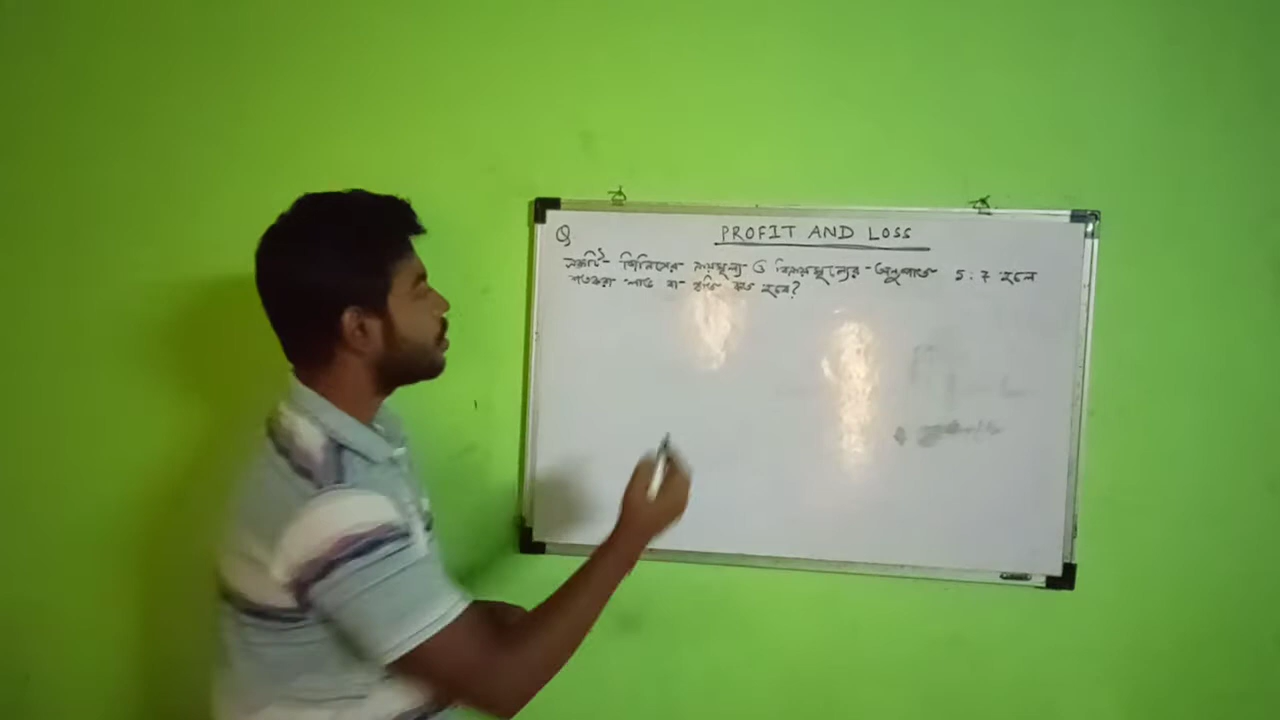 Q
PROFIT AND LOSS
একটি জিনিসের ক্রয়মূল্য ও বিক্রয়মূল্যের অনুপাত 5:7 হলে
শতকরা লাভ বা ক্ষতি কত হবে?